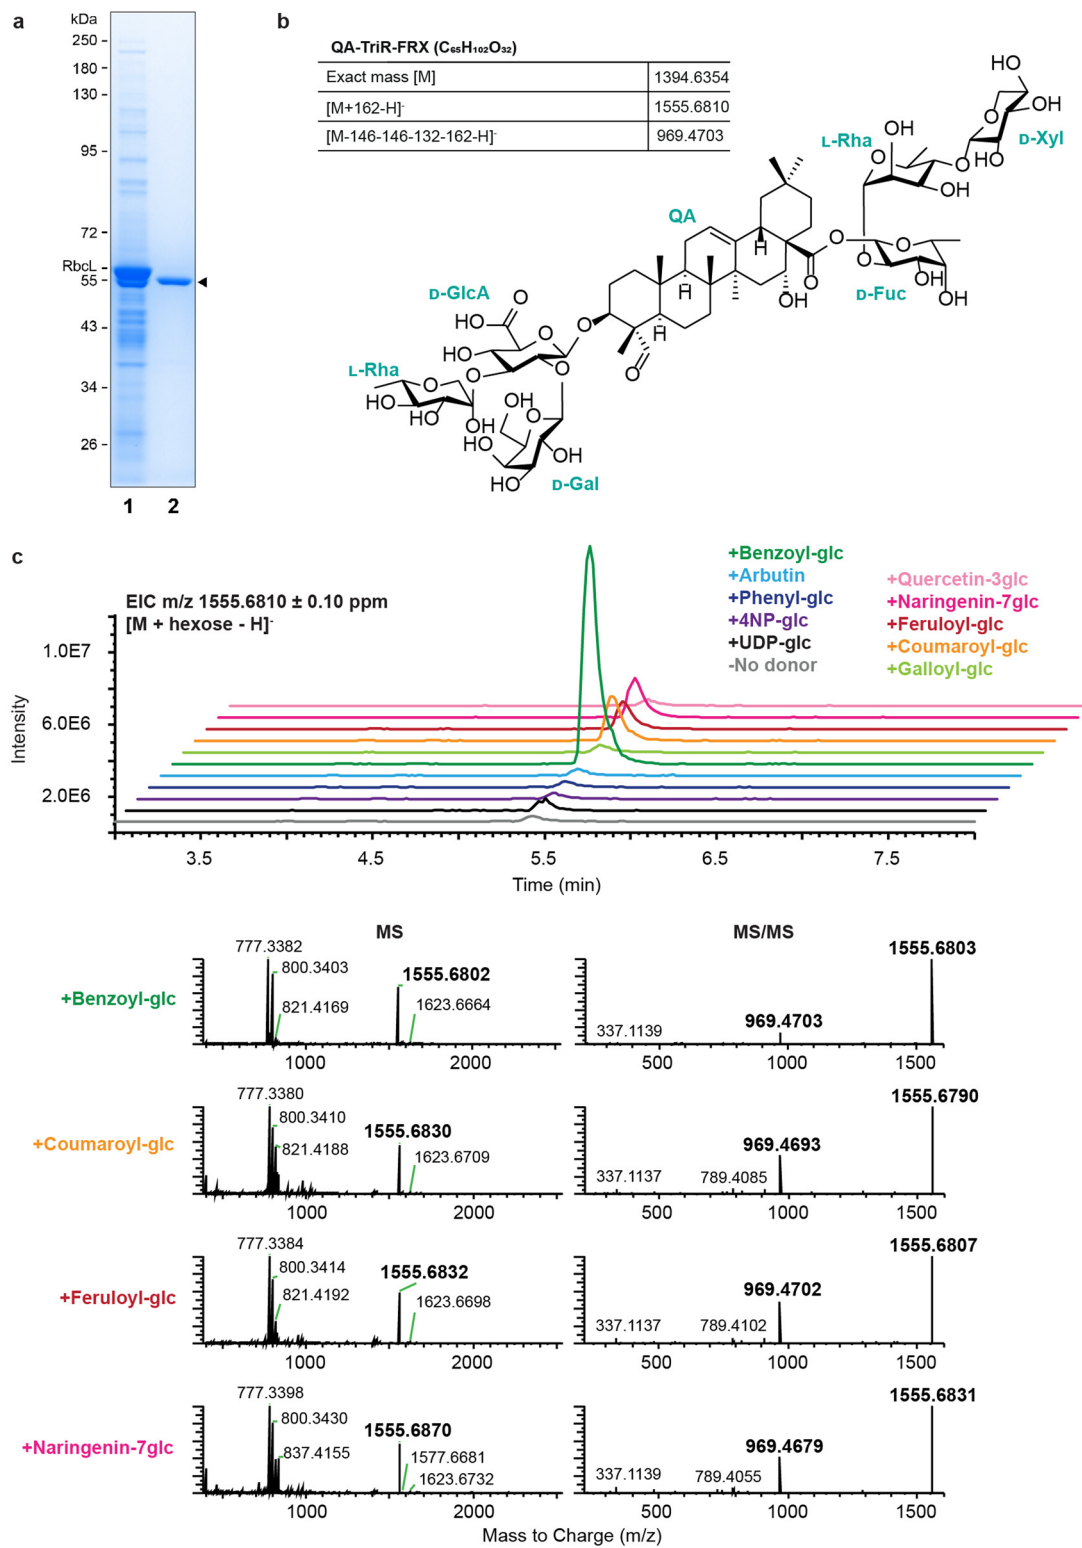 a
kDa
250
180
130
95
72
RbcL
55
43
34
26
1 2
b
QA-TriR-FRX (C₆₅H₁₀₂O₃₂)
Exact mass [M] 1394.6354
[M+162-H]⁻ 1555.6810
[M-146-146-132-162-H]⁻ 969.4703
HO
OH
D-Xyl
HO
O
O
OH
L-Rha
O
OH
QA
H
O
O
O
O
OH
OH
D-Fuc
OH
H
H
O
D-GlcA
O
HO
O
HO
O
O
L-Rha
O
HO
HO
OH
OH
O
HO
OH
HO
D-Gal
c
EIC m/z 1555.6810 ± 0.10 ppm
[M + hexose - H]⁻
+Benzoyl-glc
+Arbutin
+Phenyl-glc
+4NP-glc
+UDP-glc
-No donor
+Quercetin-3glc
+Naringenin-7glc
+Feruloyl-glc
+Coumaroyl-glc
+Galloyl-glc
Intensity
1.0E7
6.0E6
2.0E6
3.5 4.5 5.5 6.5 7.5
Time (min)
MS
MS/MS
+Benzoyl-glc
777.3382
800.3403
821.4169
1555.6802
1623.6664
1000 2000
337.1139
969.4703
1555.6803
500 1000 1500
+Coumaroyl-glc
777.3380
800.3410
821.4188
1555.6830
1623.6709
1000 2000
337.1137
789.4085
969.4693
1555.6790
500 1000 1500
+Feruloyl-glc
777.3384
800.3414
821.4192
1555.6832
1623.6698
1000 2000
337.1137
789.4102
969.4702
1555.6807
500 1000 1500
+Naringenin-7glc
777.3398
800.3430
837.4155
1555.6870
1577.6681
1623.6732
1000 2000
337.1139
789.4055
969.4679
1555.6831
500 1000 1500
Mass to Charge (m/z)